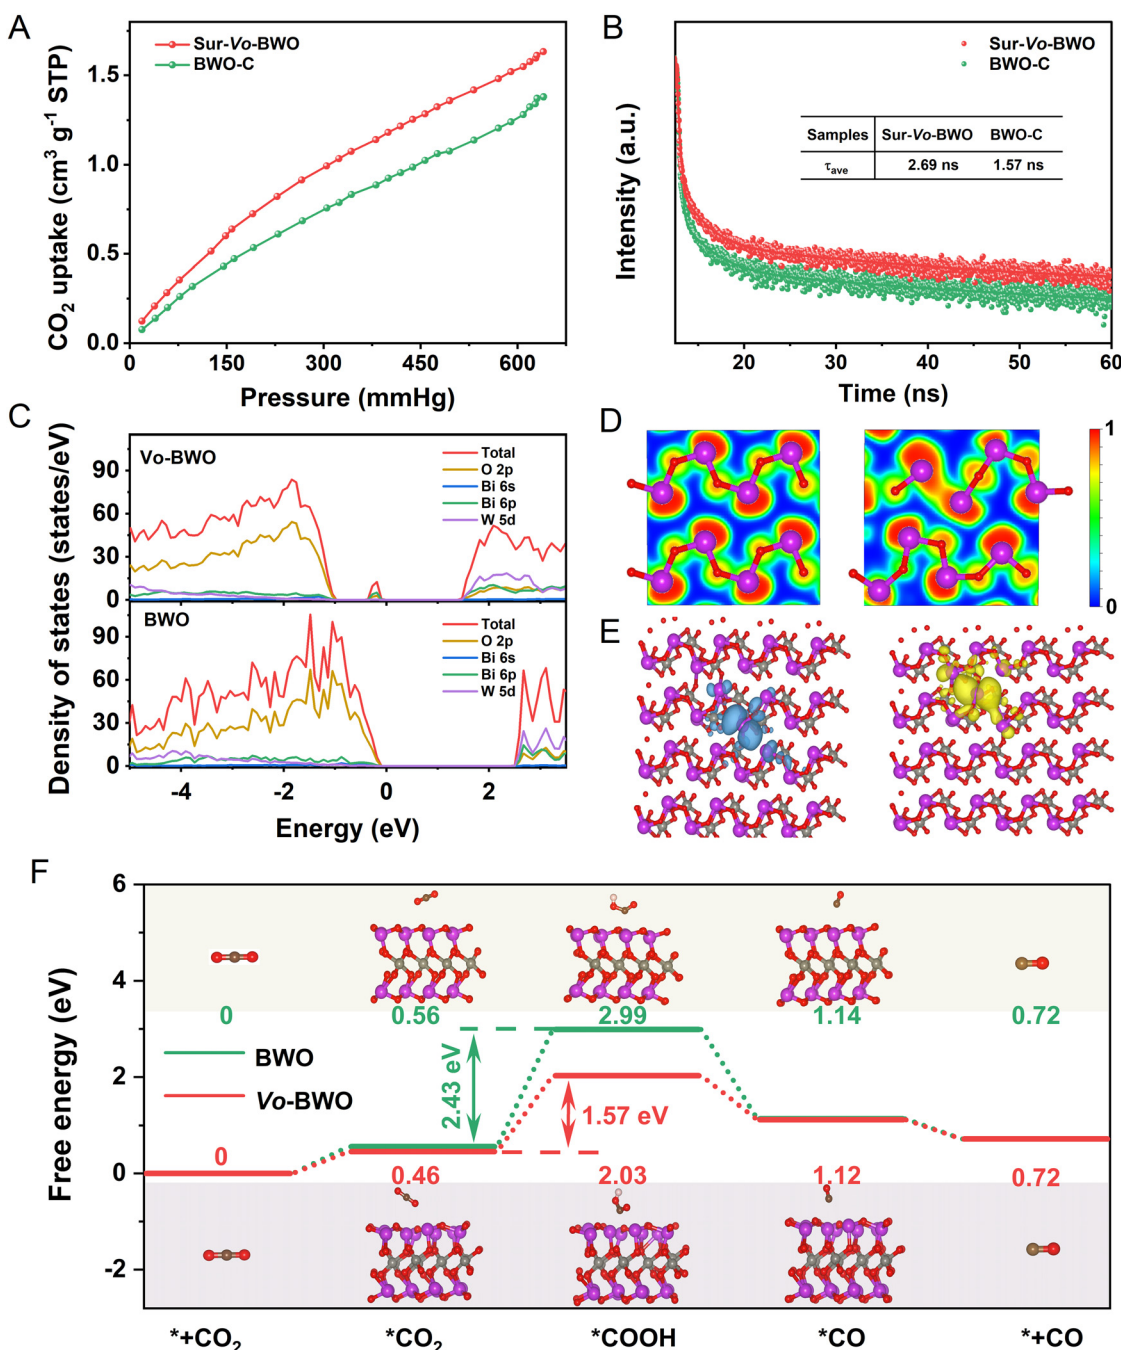 A
Sur-Vo-BWO
BWO-C
CO2 uptake (cm3 g-1 STP)
1.5
1.0
0.5
0.0
0 150 300 450 600
Pressure (mmHg)
B
Sur-Vo-BWO
BWO-C
Samples Sur-Vo-BWO BWO-C
τave 2.69 ns 1.57 ns
Intensity (a.u.)
20 30 40 50 60
Time (ns)
C
Vo-BWO
Total
O 2p
Bi 6s
Bi 6p
W 5d
90
60
30
0
BWO
Total
O 2p
Bi 6s
Bi 6p
W 5d
90
60
30
0
Density of states (states/eV)
-4 -2 0 2
Energy (eV)
D
1
0
E
F
Free energy (eV)
6
4
2
0
-2
0 0.56 2.99 1.14 0.72
BWO
Vo-BWO
2.43 eV
1.57 eV
0 0.46 2.03 1.12 0.72
*+CO2 *CO2 *COOH *CO *+CO